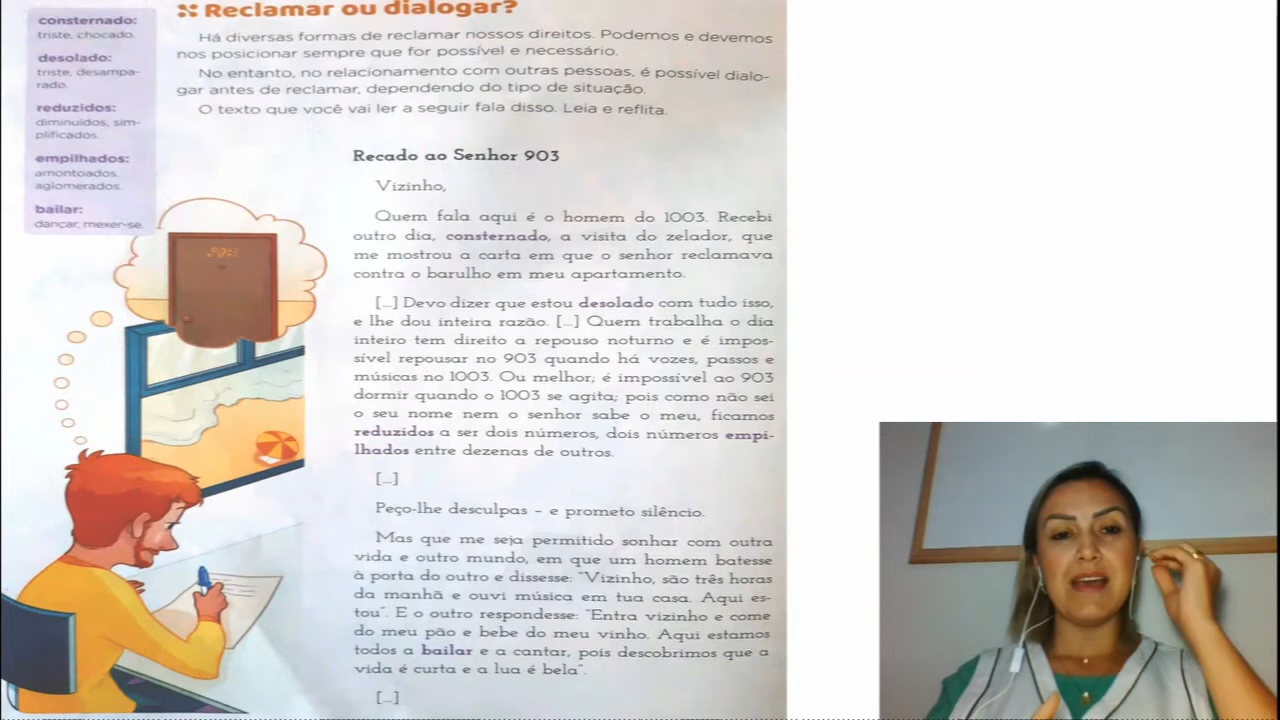 consternado:
triste, chocado.
desolado:
triste, desampa-
rado.
reduzidos:
diminuídos, sim-
plificados.
empilhados:
amontoados,
aglomerados.
bailar:
dançar, mexer-se.
Reclamar ou dialogar?
Há diversas formas de reclamar nossos direitos. Podemos e devemos
nos posicionar sempre que for possível e necessário.
No entanto, no relacionamento com outras pessoas, é possível dialo-
gar antes de reclamar, dependendo do tipo de situação.
O texto que você vai ler a seguir fala disso. Leia e reflita.
Recado ao Senhor 903
Vizinho,
Quem fala aqui é o homem do 1003. Recebi
outro dia, consternado, a visita do zelador, que
me mostrou a carta em que o senhor reclamava
contra o barulho em meu apartamento.
[...] Devo dizer que estou desolado com tudo isso,
e lhe dou inteira razão. [...] Quem trabalha o dia
inteiro tem direito a repouso noturno e é impos-
sível repousar no 903 quando há vozes, passos e
músicas no 1003. Ou melhor; é impossível ao 903
dormir quando o 1003 se agita; pois como não sei
o seu nome nem o senhor sabe o meu, ficamos
reduzidos a ser dois números, dois números empi-
lhados entre dezenas de outros.
[...]
Peço-lhe desculpas – e prometo silêncio.
Mas que me seja permitido sonhar com outra
vida e outro mundo, em que um homem batesse
à porta do outro e dissesse: "Vizinho, são três horas
da manhã e ouvi música em tua casa. Aqui es-
tou". E o outro respondesse: "Entra vizinho e come
do meu pão e bebe do meu vinho. Aqui estamos
todos a bailar e a cantar, pois descobrimos que a
vida é curta e a lua é bela".
[...]